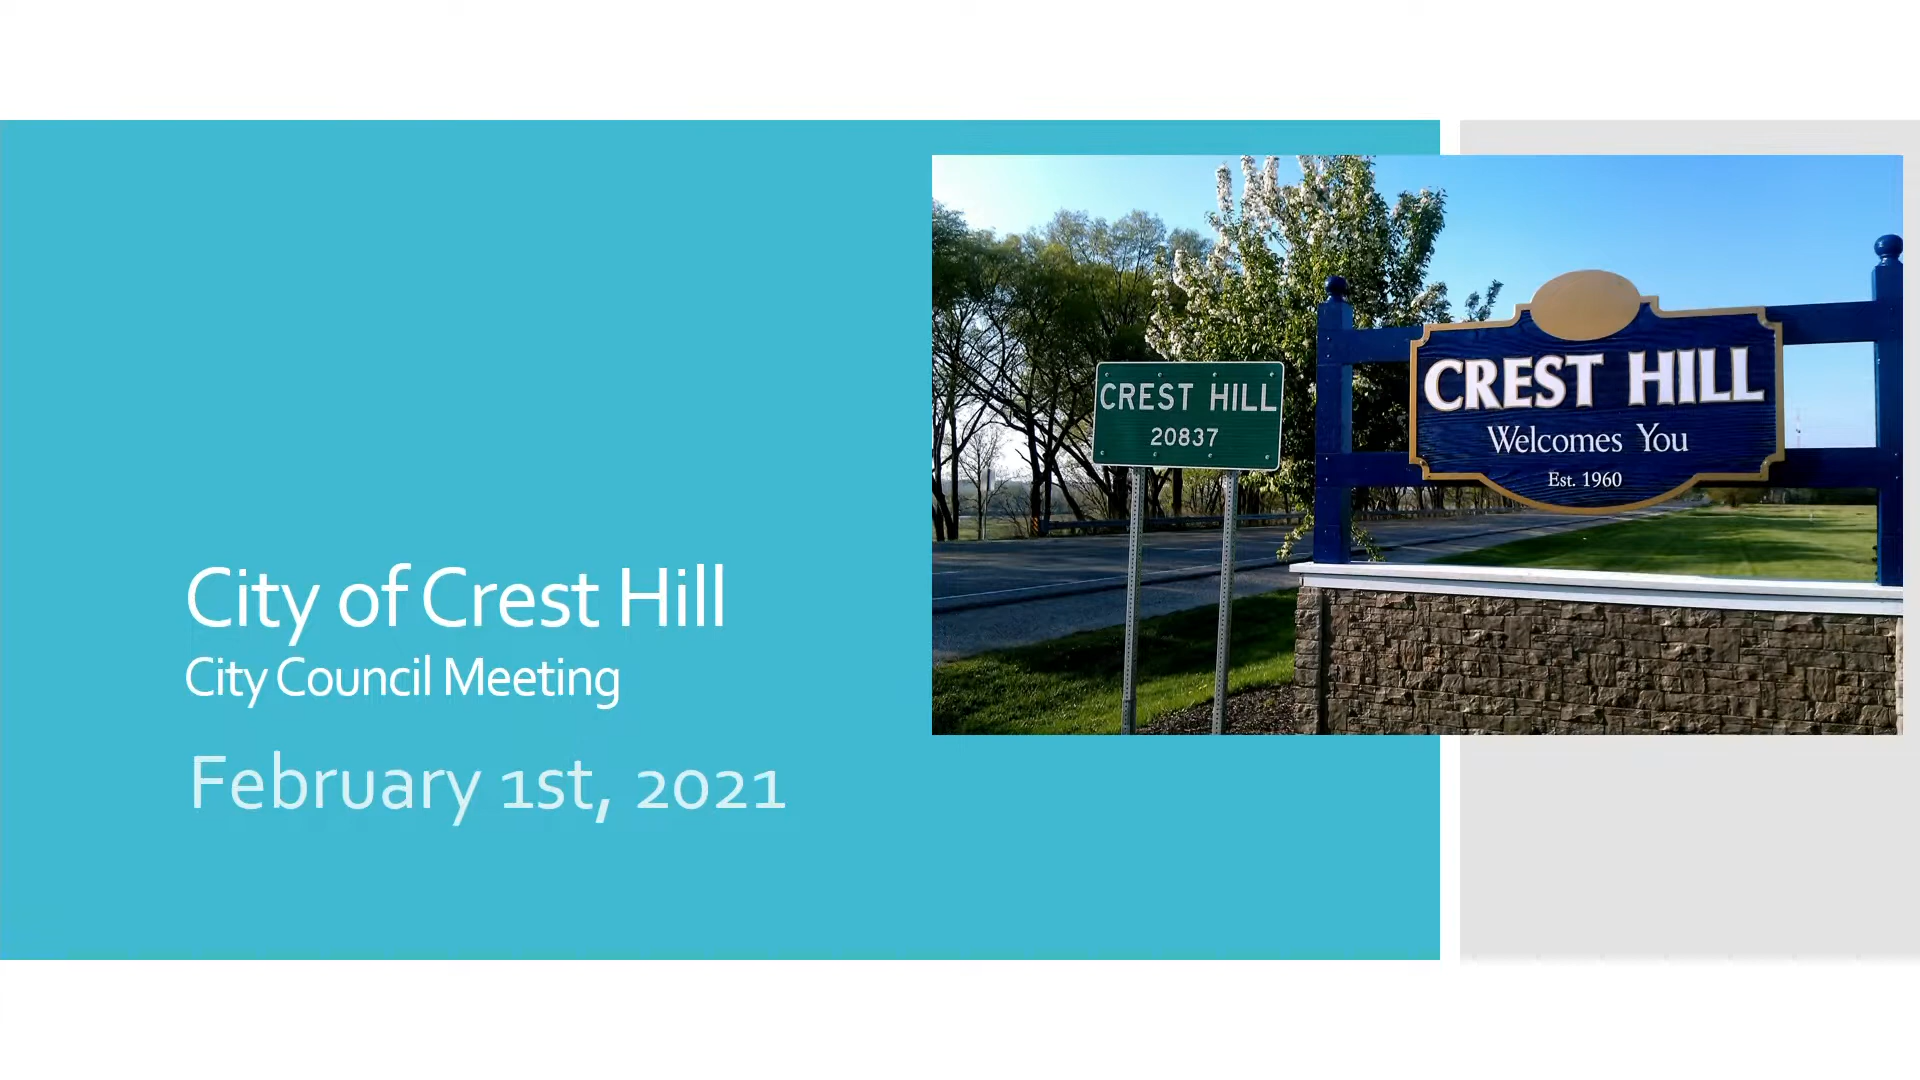 City of Crest Hill
City Council Meeting
February 1st, 2021
CREST HILL
20837
CREST HILL
Welcomes You
Est. 1960